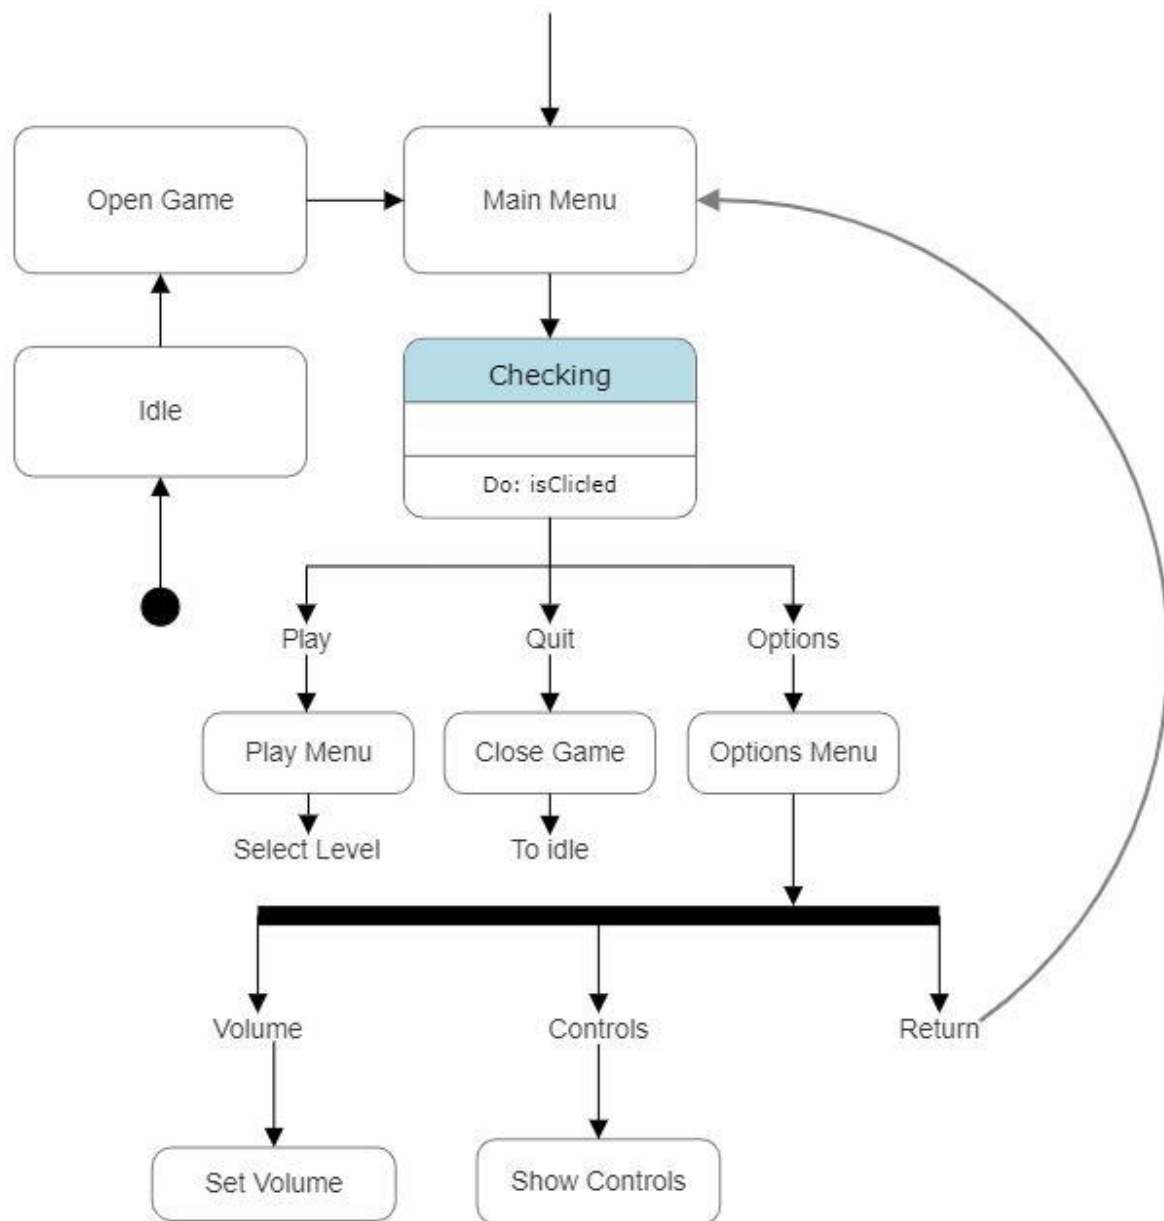 Open Game
Main Menu
Idle
Checking
Do: isClicled
Play
Quit
Options
Play Menu
Close Game
Options Menu
Select Level
To idle
Volume
Controls
Return
Set Volume
Show Controls